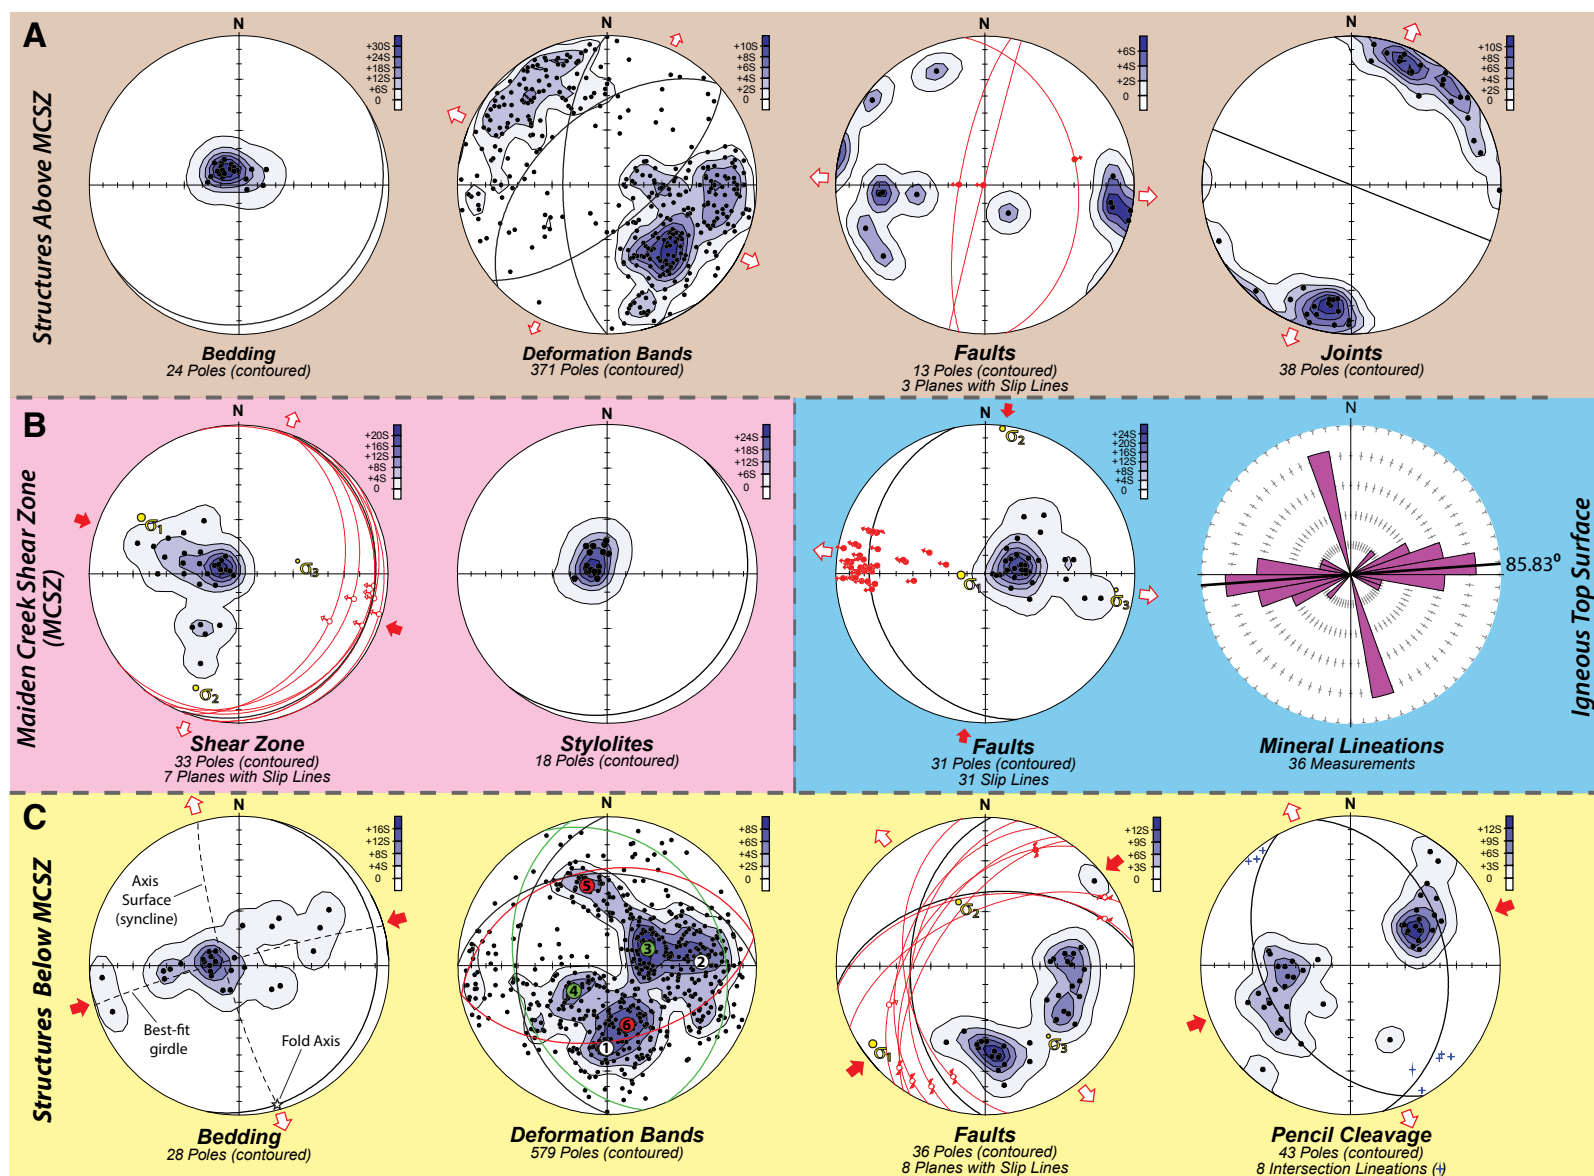 A
Structures Above MCSZ
N
+30S
+24S
+18S
+12S
+6S
0
Bedding
24 Poles (contoured)
N
+10S
+8S
+6S
+4S
+2S
0
Deformation Bands
371 Poles (contoured)
N
+6S
+4S
+2S
0
Faults
13 Poles (contoured)
3 Planes with Slip Lines
N
+10S
+8S
+6S
+4S
+2S
0
Joints
38 Poles (contoured)
B
Maiden Creek Shear Zone
(MCSZ)
N
+20S
+16S
+12S
+8S
+4S
0
σ1
σ3
σ2
Shear Zone
33 Poles (contoured)
7 Planes with Slip Lines
N
+24S
+18S
+12S
+6S
0
Stylolites
18 Poles (contoured)
N
+24S
+20S
+16S
+12S
+8S
+4S
0
σ2
σ1
σ3
Faults
31 Poles (contoured)
31 Slip Lines
N
85.83⁰
Mineral Lineations
36 Measurements
Igneous Top Surface
C
Structures Below MCSZ
N
+16S
+12S
+8S
+4S
0
Axis
Surface
(syncline)
Best-fit
girdle
Fold Axis
Bedding
28 Poles (contoured)
N
+8S
+6S
+4S
+2S
0
5
3
2
4
6
1
Deformation Bands
579 Poles (contoured)
N
+12S
+9S
+6S
+3S
0
σ2
σ1
σ3
Faults
36 Poles (contoured)
8 Planes with Slip Lines
N
+12S
+9S
+6S
+3S
0
Pencil Cleavage
43 Poles (contoured)
8 Intersection Lineations (+)